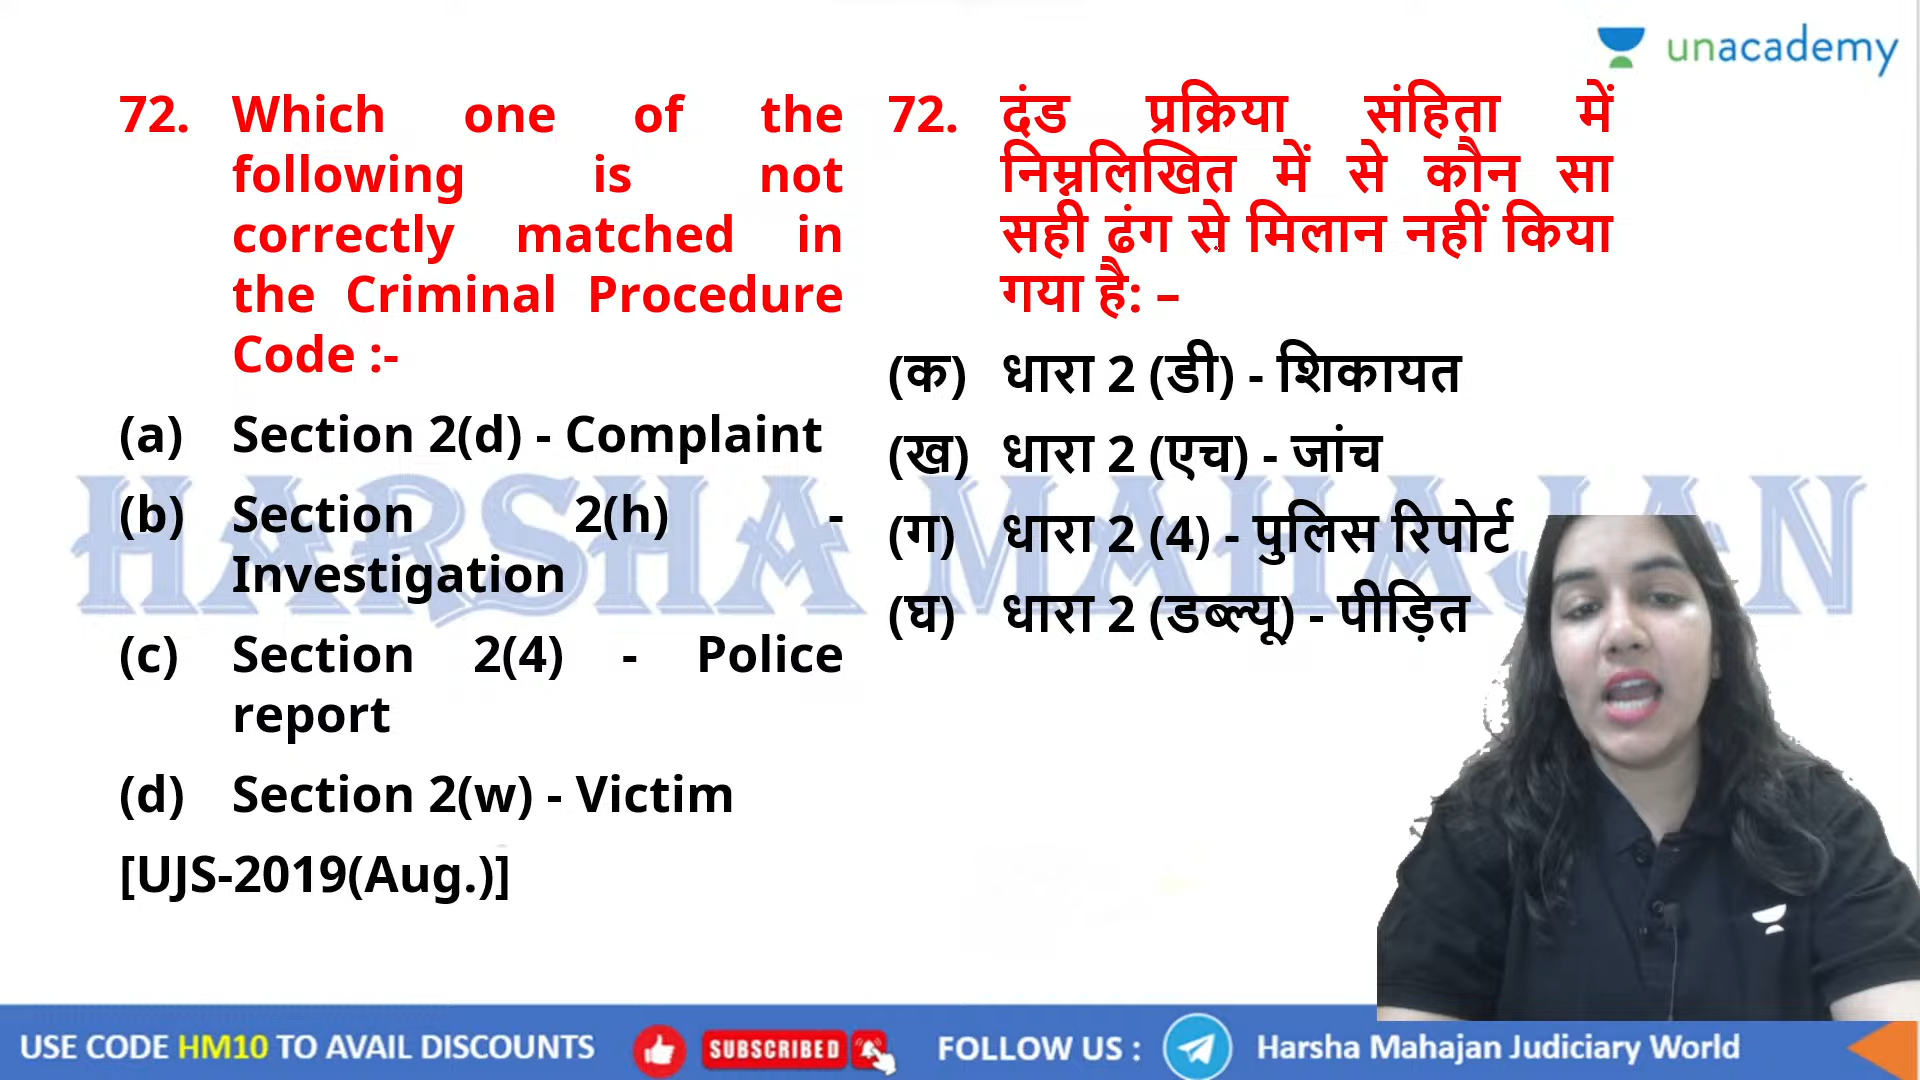 unacademy
72. Which one of the
following is not
correctly matched in
the Criminal Procedure
Code :-
(a) Section 2(d) - Complaint
(b) Section 2(h) -
Investigation
(c) Section 2(4) - Police
report
(d) Section 2(w) - Victim
[UJS-2019(Aug.)]
72. दंड प्रक्रिया संहिता में
निम्नलिखित में से कौन सा
सही ढंग से मिलान नहीं किया
गया है: –
(क) धारा 2 (डी) - शिकायत
(ख) धारा 2 (एच) - जांच
(ग) धारा 2 (4) - पुलिस रिपोर्ट
(घ) धारा 2 (डब्ल्यू) - पीड़ित
HARSHA MAHAJAN
USE CODE HM10 TO AVAIL DISCOUNTS
SUBSCRIBED
FOLLOW US :
Harsha Mahajan Judiciary World